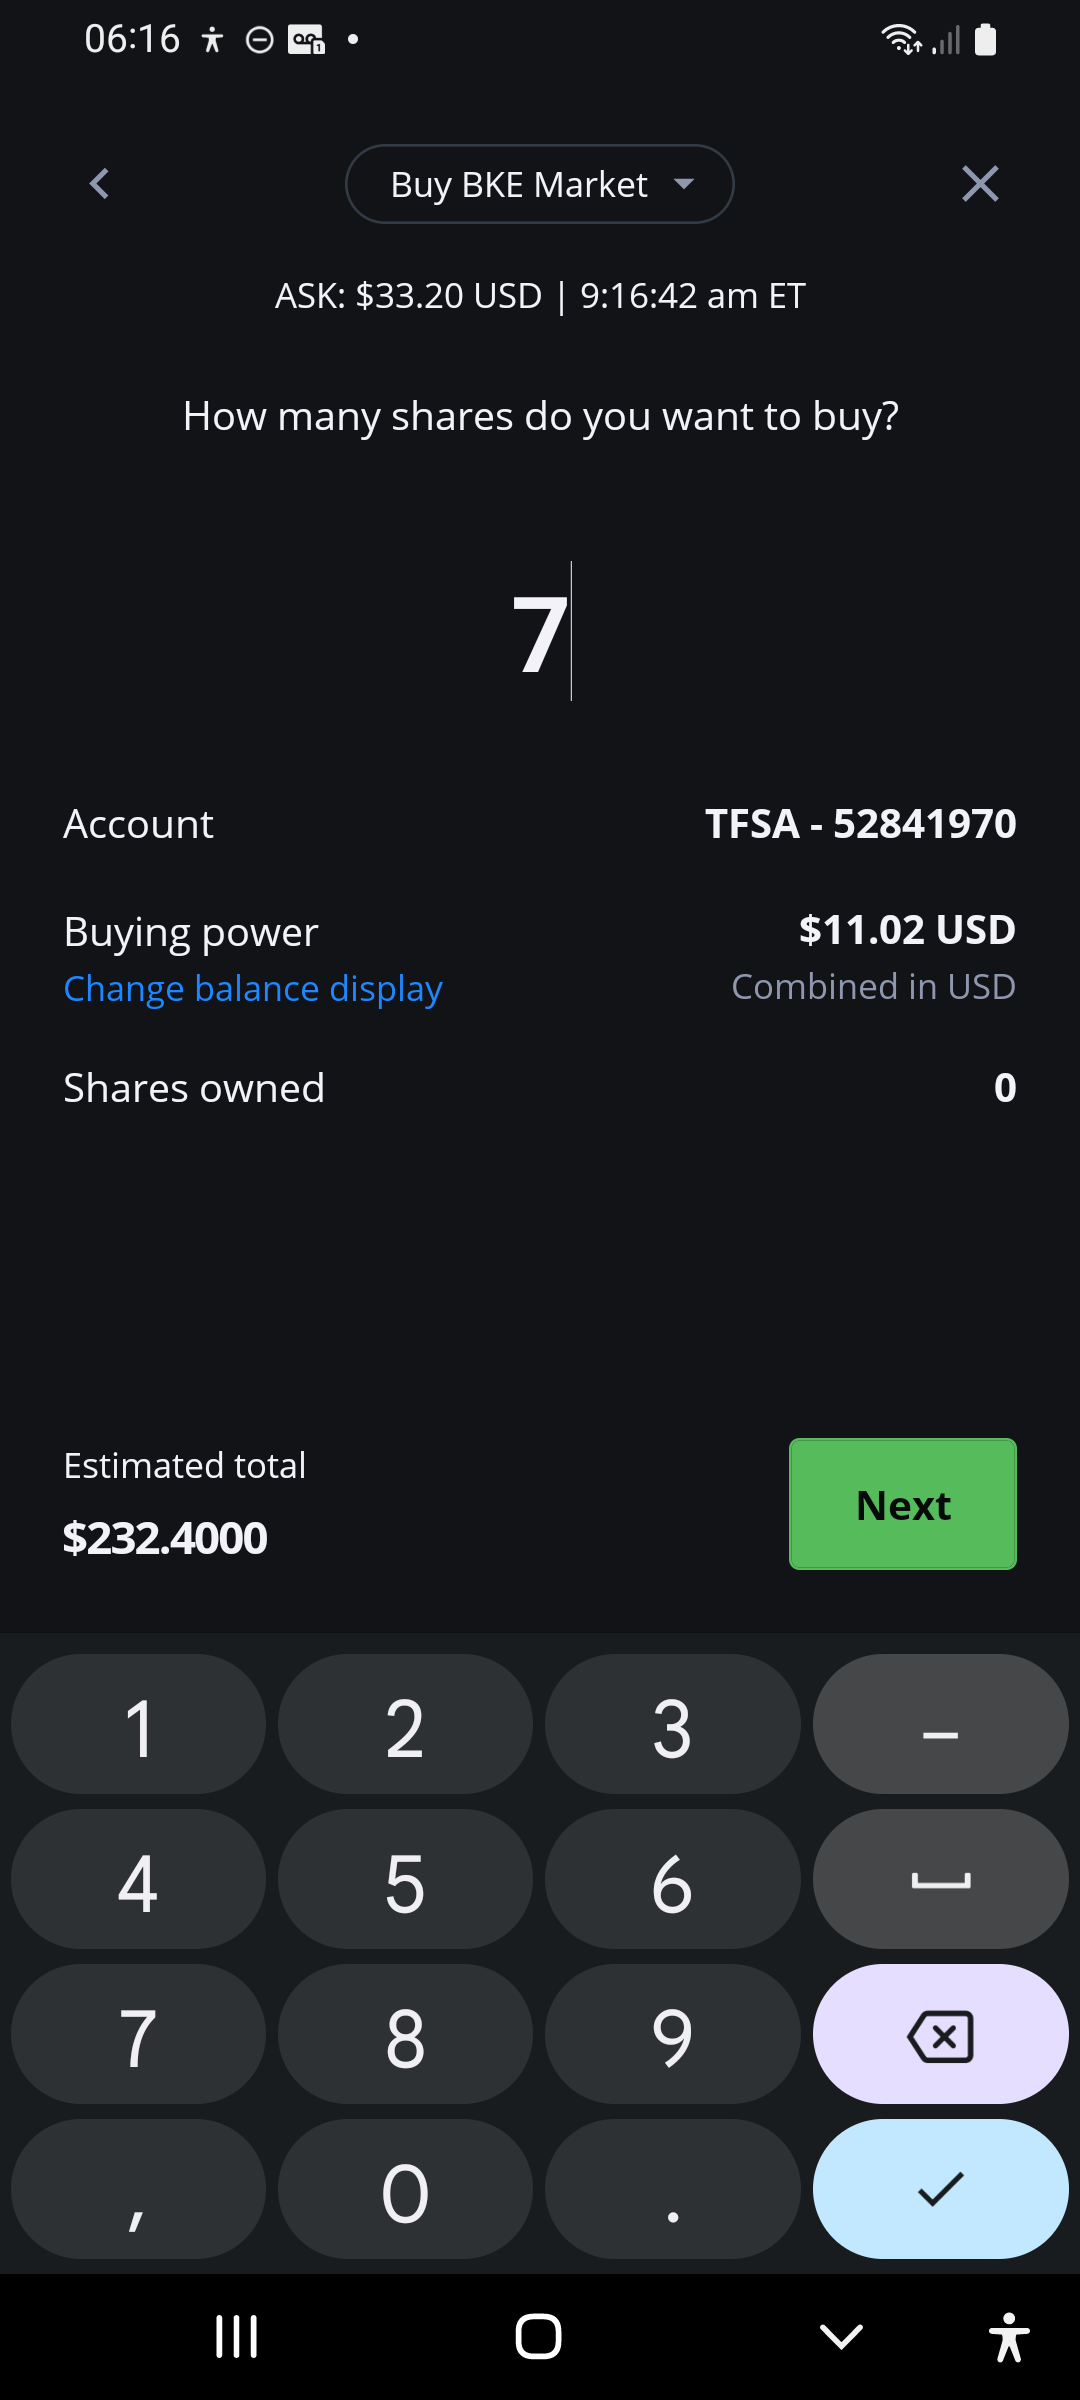 06:16
Buy BKE Market
ASK: $33.20 USD | 9:16:42 am ET
How many shares do you want to buy?
7
Account TFSA - 52841970
Buying power $11.02 USD
Change balance display Combined in USD
Shares owned 0
Estimated total
$232.4000
Next
1 2 3 –
4 5 6
7 8 9
, 0 .